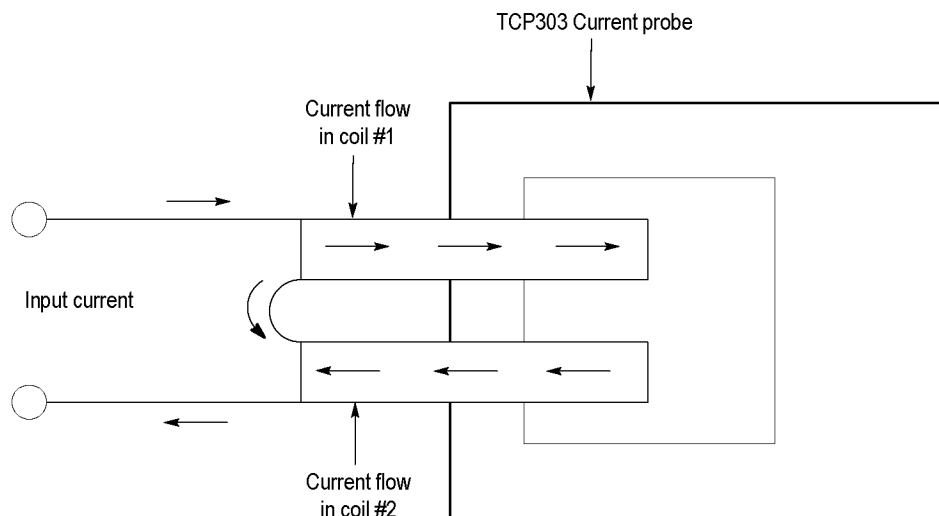 TCP303 Current probe
Current flow
in coil #1
Input current
Current flow
in coil #2